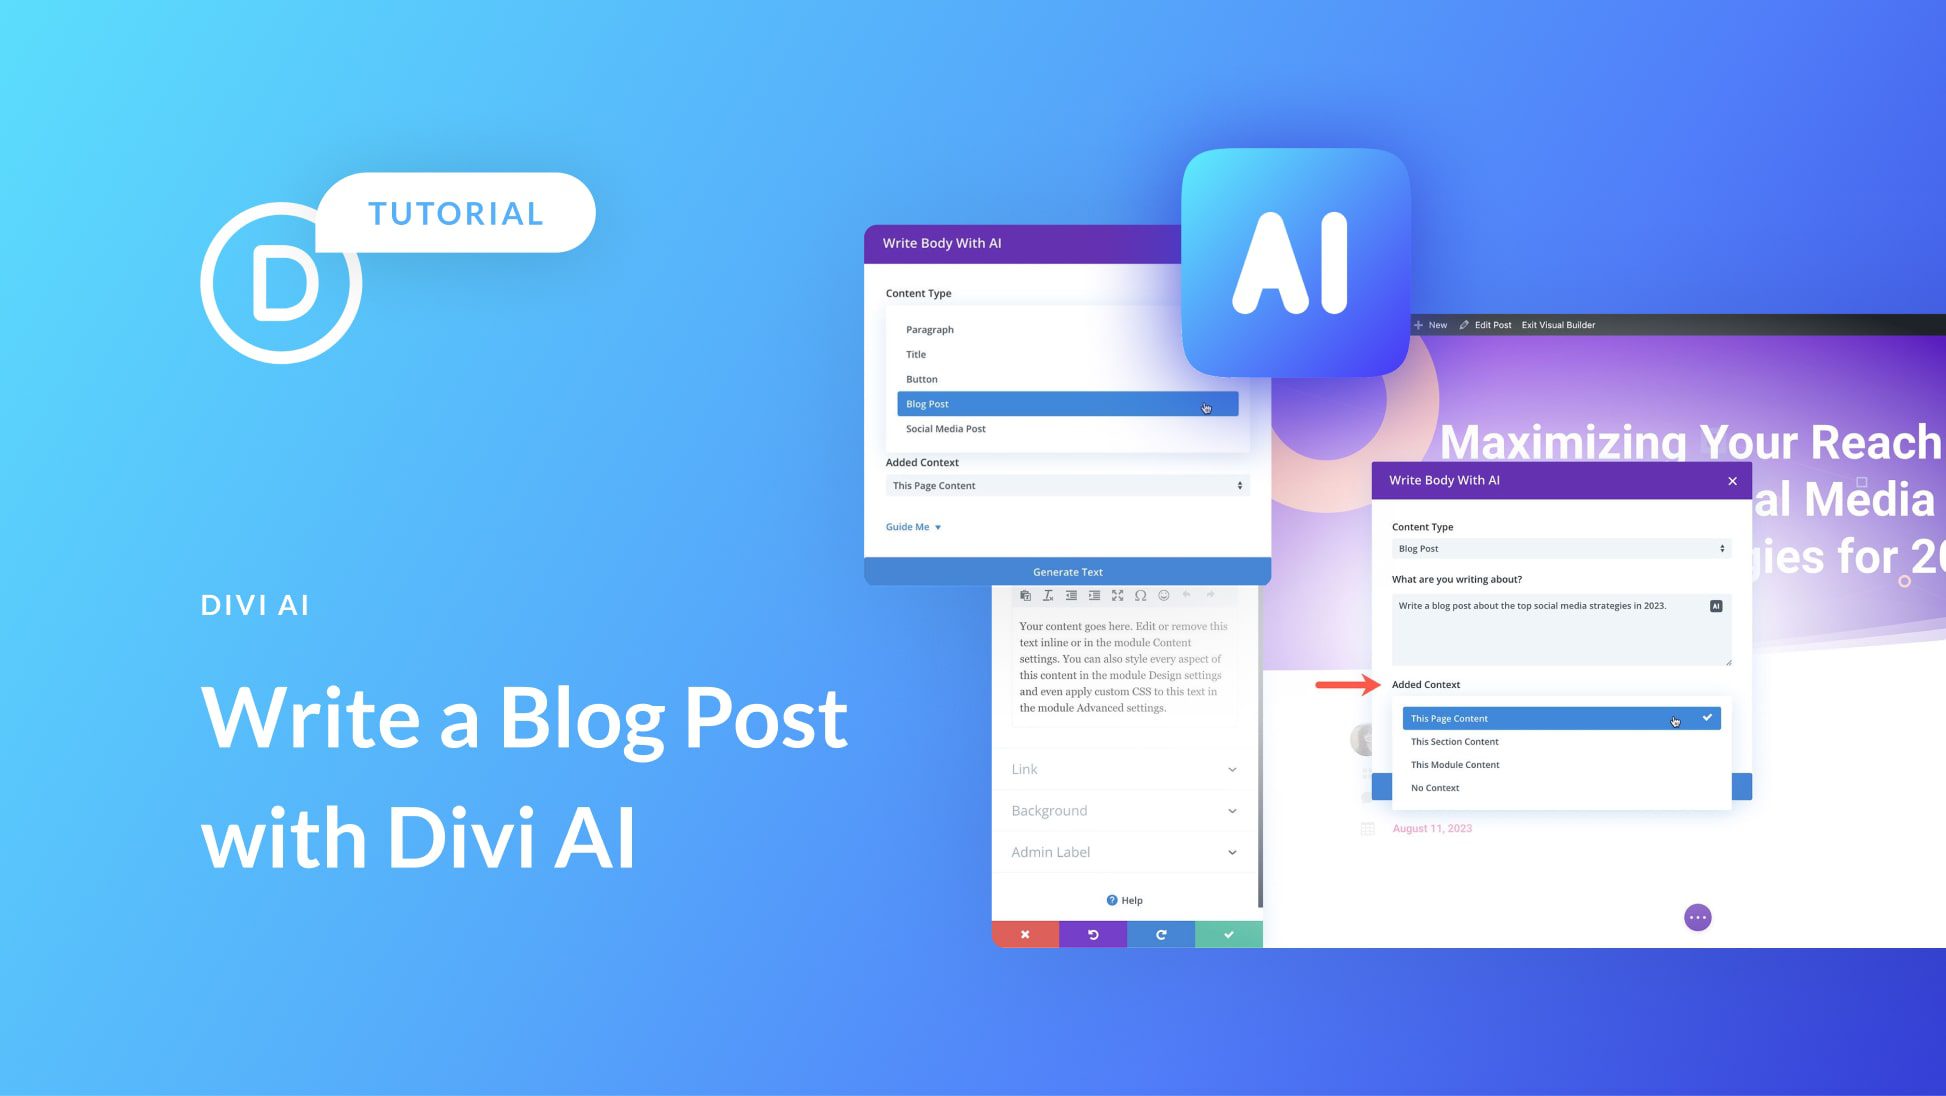 TUTORIAL
D
DIVI AI
Write a Blog Post
with Divi AI
AI
Write Body With AI
Content Type
Paragraph
Title
Button
Blog Post
Social Media Post
Added Context
This Page Content
Guide Me
Generate Text
Your content goes here. Edit or remove this
text inline or in the module Content
settings. You can also style every aspect of
this content in the module Design settings
and even apply custom CSS to this text in
the module Advanced settings.
Link
Background
Admin Label
? Help
+ New Edit Post Exit Visual Builder
Maximizing Your Reach
al Media
gies for 20
Write Body With AI
Content Type
Blog Post
What are you writing about?
Write a blog post about the top social media strategies in 2023.
AI
Added Context
This Page Content
This Section Content
This Module Content
No Context
August 11, 2023